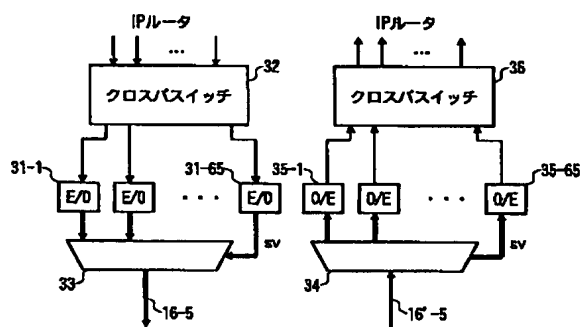 IPルータ
IPルータ
...
...
32
36
クロスバスイッチ
クロスバスイッチ
31-1
31-65
35-1
35-65
E/O
E/O
...
E/O
O/E
O/E
...
O/E
sv
sv
33
34
16-5
16'-5